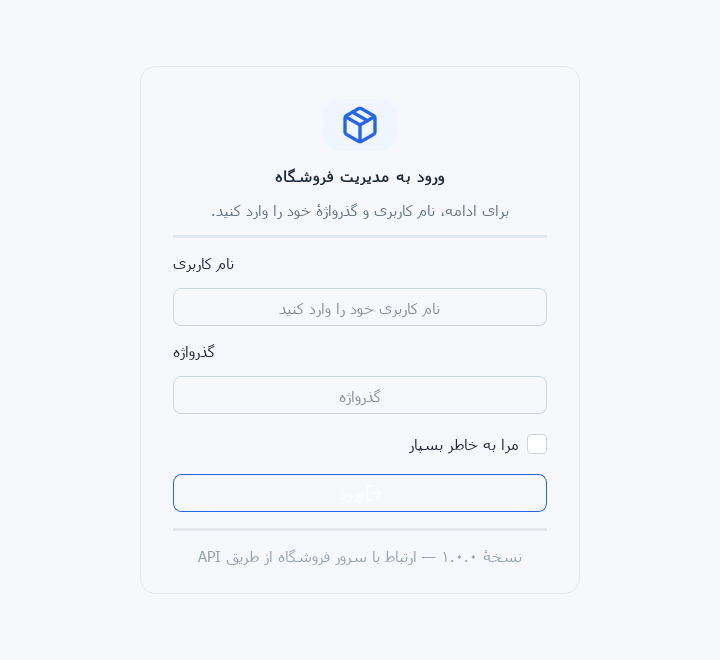 ورود به مدیریت فروشگاه
برای ادامه، نام کاربری و گذرواژهٔ خود را وارد کنید.
نام کاربری
نام کاربری خود را وارد کنید
گذرواژه
گذرواژه
مرا به خاطر بسپار
ورود
نسخهٔ ۱.۰.۰ — ارتباط با سرور فروشگاه از طریق API